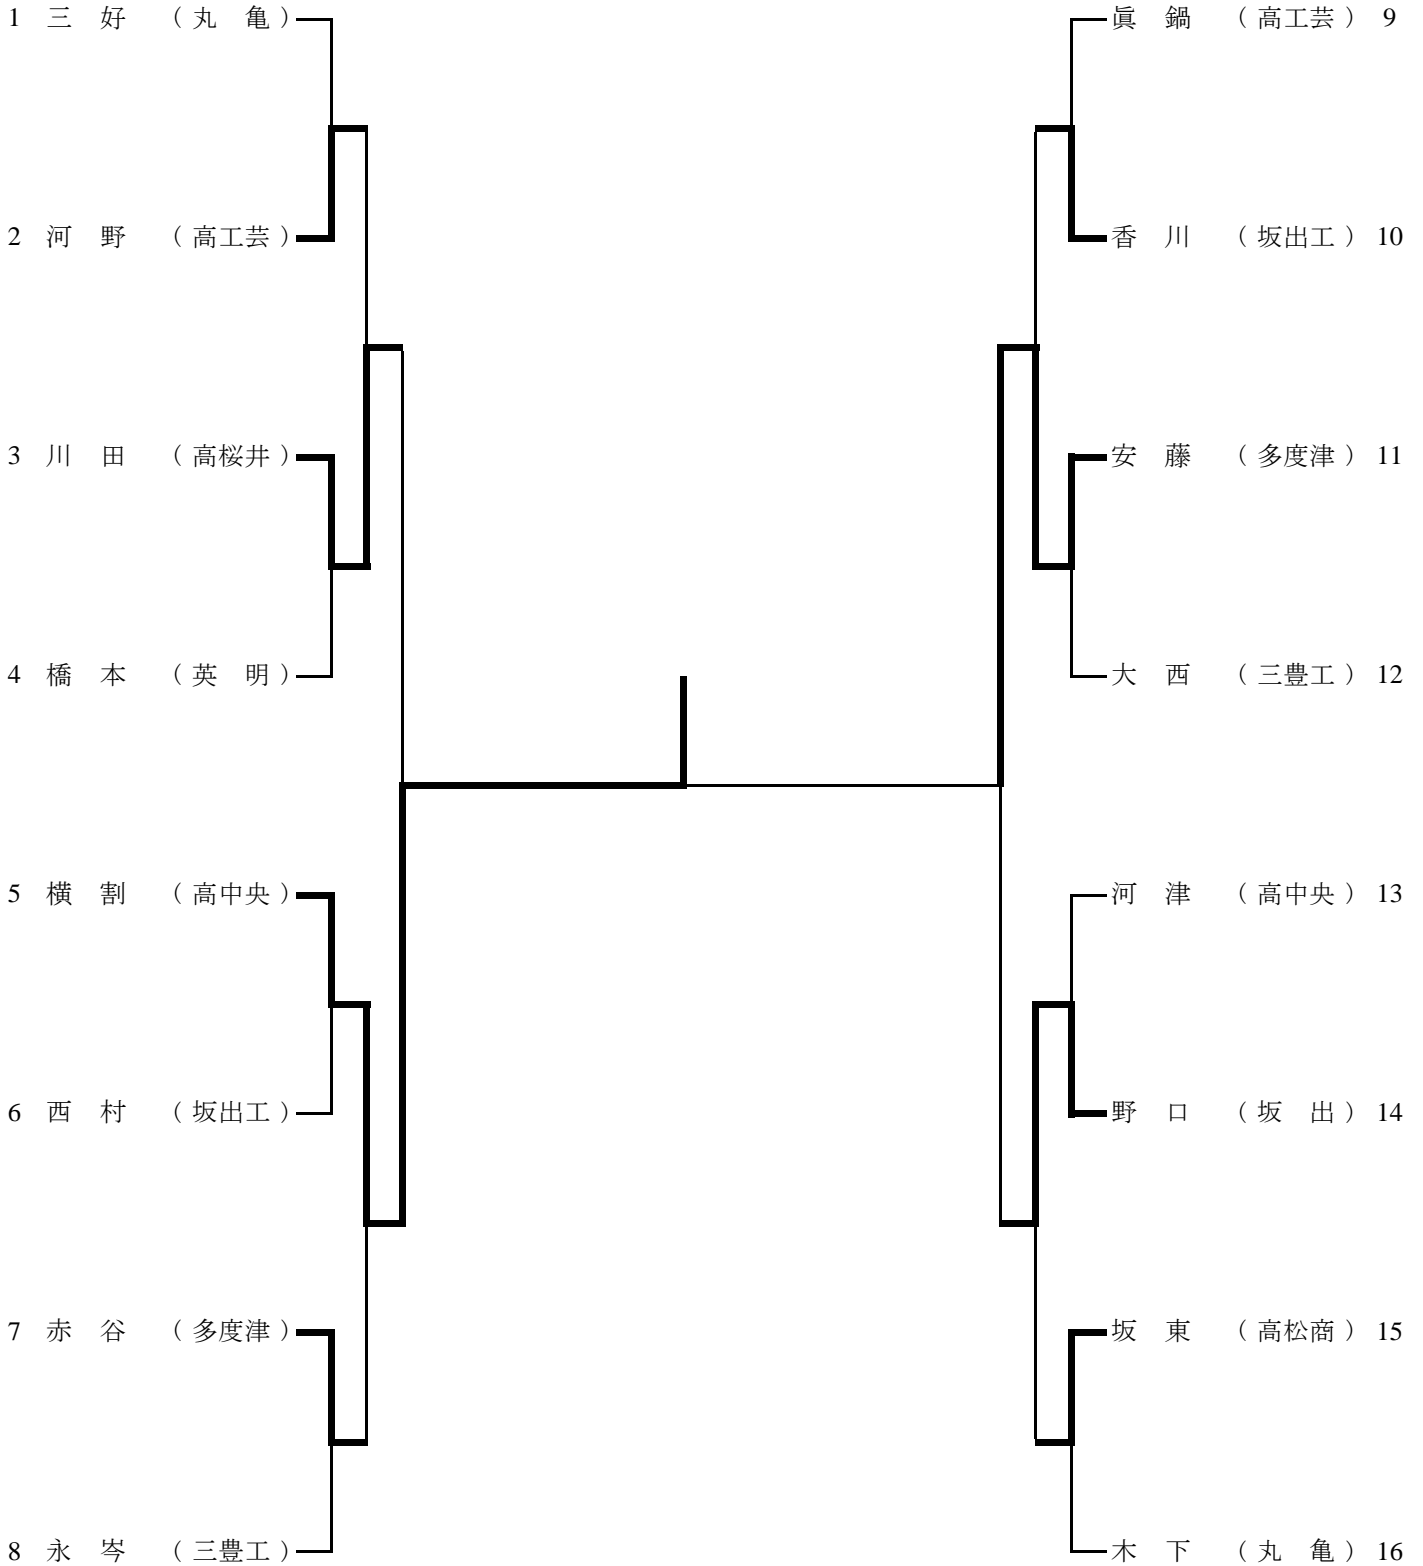 1 三 好 （ 丸 亀 ）
2 河 野 （ 高工芸 ）
3 川 田 （ 高桜井 ）
4 橋 本 （ 英 明 ）
5 横 割 （ 高中央 ）
6 西 村 （ 坂出工 ）
7 赤 谷 （ 多度津 ）
8 永 岑 （ 三豊工 ）
眞 鍋 （ 高工芸 ） 9
香 川 （ 坂出工 ） 10
安 藤 （ 多度津 ） 11
大 西 （ 三豊工 ） 12
河 津 （ 高中央 ） 13
野 口 （ 坂 出 ） 14
坂 東 （ 高松商 ） 15
木 下 （ 丸 亀 ） 16